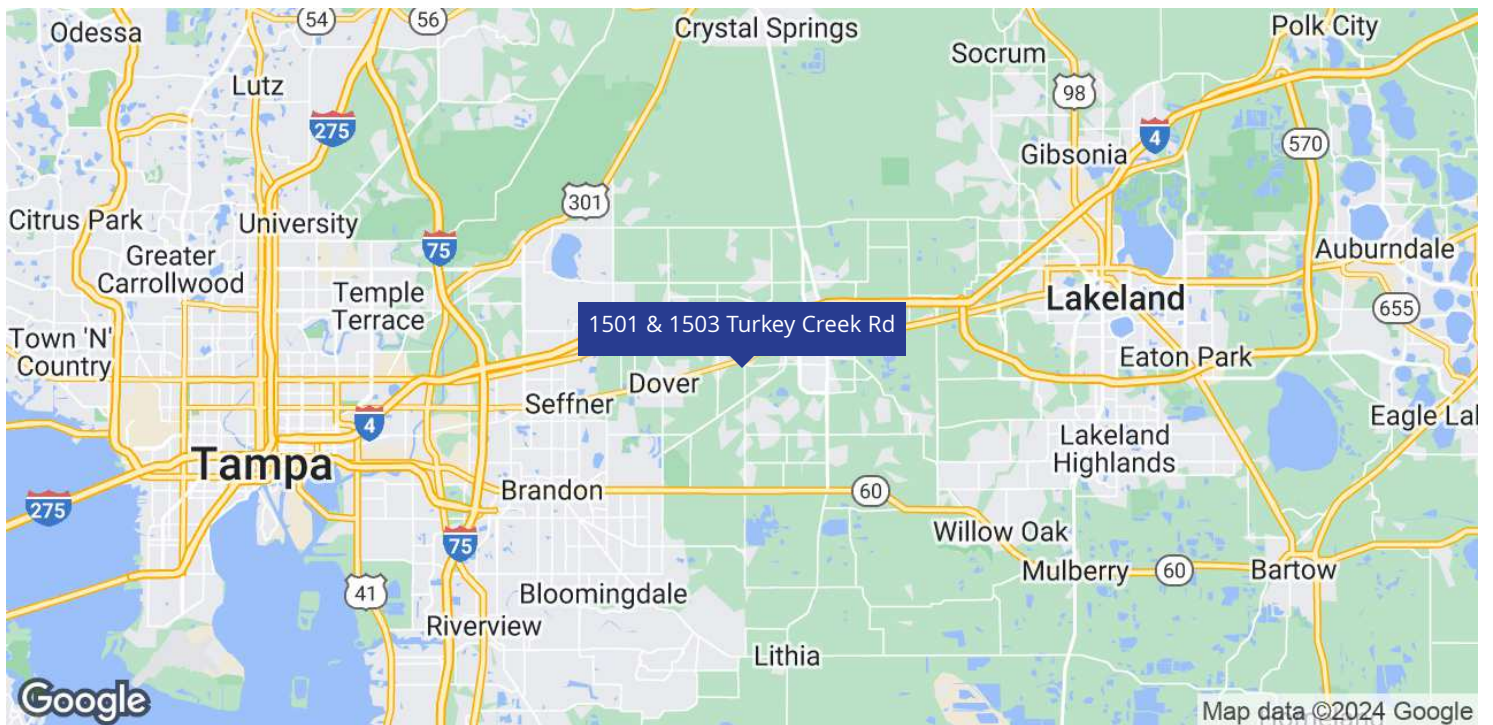 54
56
Crystal Springs
Polk City
Odessa
Socrum
Lutz
98
275
4
570
Gibsonia
301
Citrus Park
University
75
Auburndale
Greater
Carrollwood
Temple
Terrace
Lakeland
655
1501 & 1503 Turkey Creek Rd
Town 'N'
Country
Eaton Park
Dover
Seffner
Eagle Lal
4
Lakeland
Highlands
Tampa
Brandon
60
275
Willow Oak
75
Mulberry
60
Bartow
41
Bloomingdale
Riverview
Lithia
Google
Map data ©2024 Google